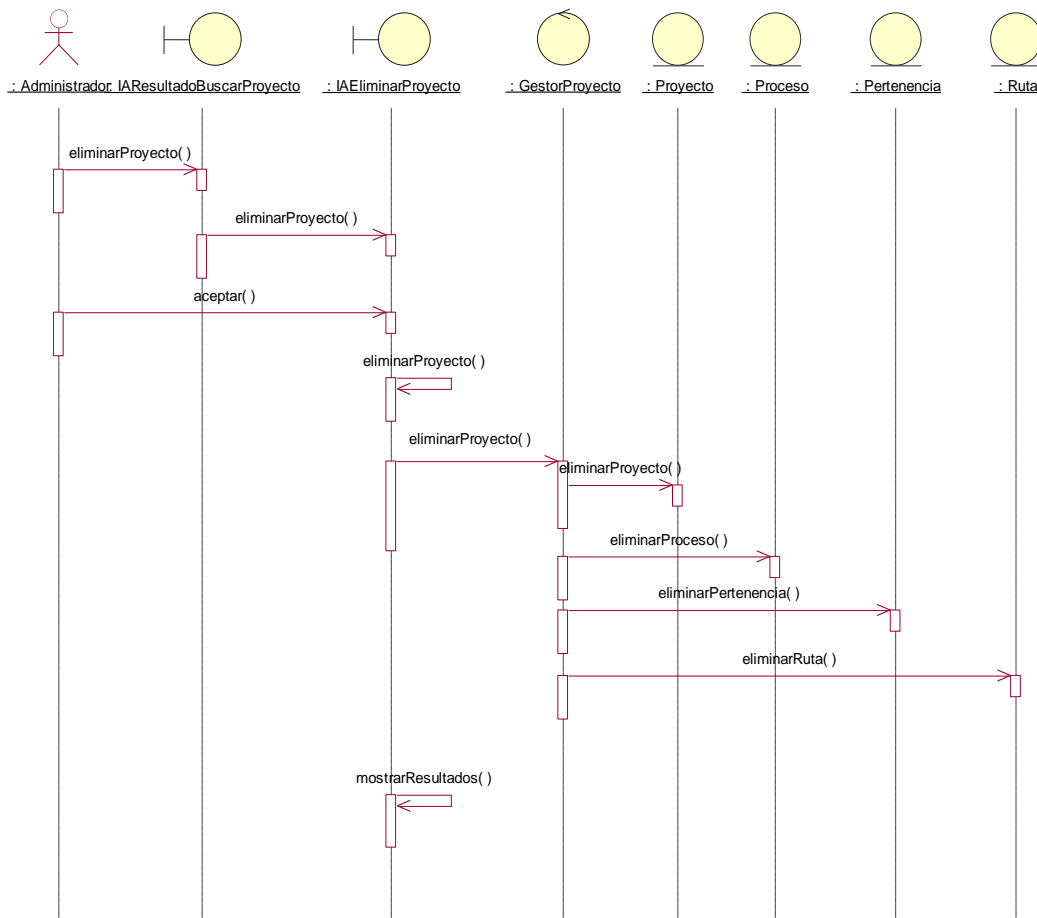 : Administrador
: IAResultadoBuscarProyecto
: IAEliminarProyecto
: GestorProyecto
: Proyecto
: Proceso
: Pertenencia
: Ruta
eliminarProyecto( )
eliminarProyecto( )
aceptar( )
eliminarProyecto( )
eliminarProyecto( )
eliminarProyecto( )
eliminarProceso( )
eliminarPertenencia( )
eliminarRuta( )
mostrarResultados( )